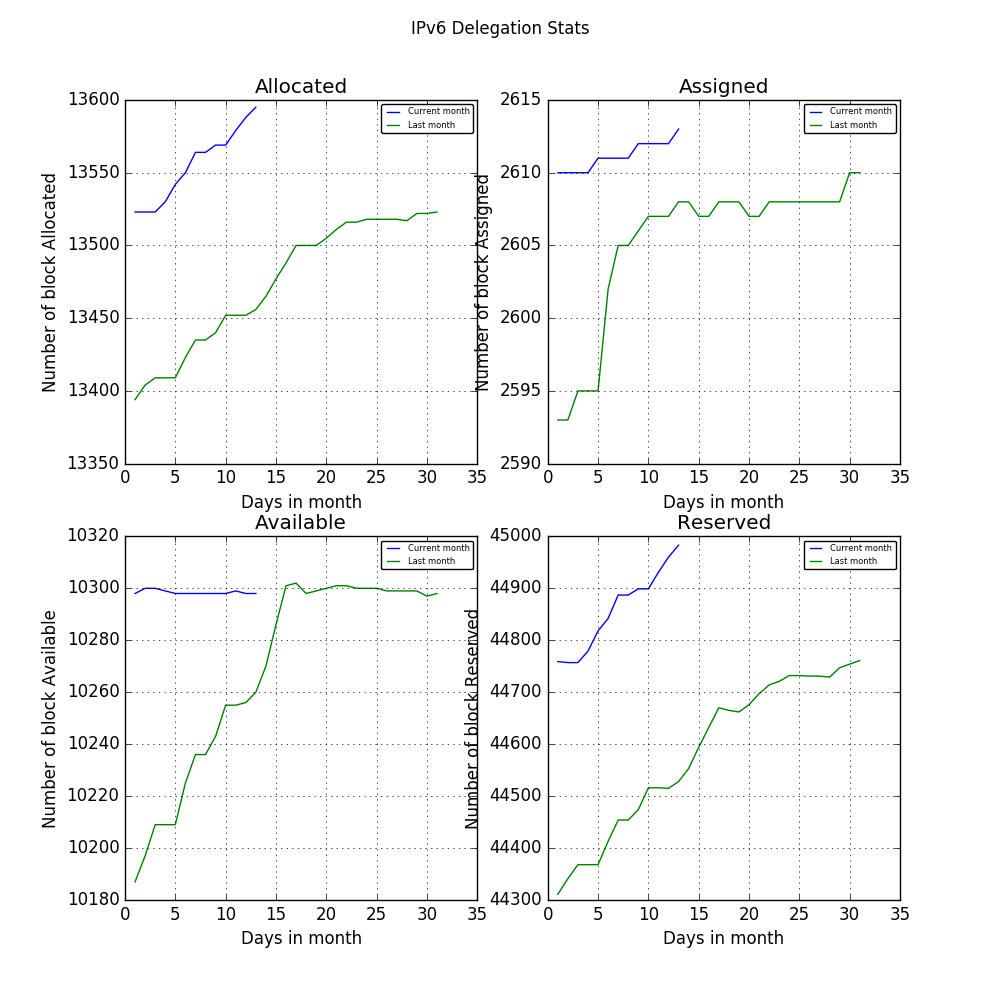 IPv6 Delegation Stats
Allocated
Number of block Allocated
13600
13550
13500
13450
13400
13350
Current month
Last month
0 5 10 15 20 25 30 35
Days in month
Assigned
Number of block Assigned
2615
2610
2605
2600
2595
2590
Current month
Last month
0 5 10 15 20 25 30 35
Days in month
Available
Number of block Available
10320
10300
10280
10260
10240
10220
10200
10180
Current month
Last month
0 5 10 15 20 25 30 35
Days in month
Reserved
Number of block Reserved
45000
44900
44800
44700
44600
44500
44400
44300
Current month
Last month
0 5 10 15 20 25 30 35
Days in month